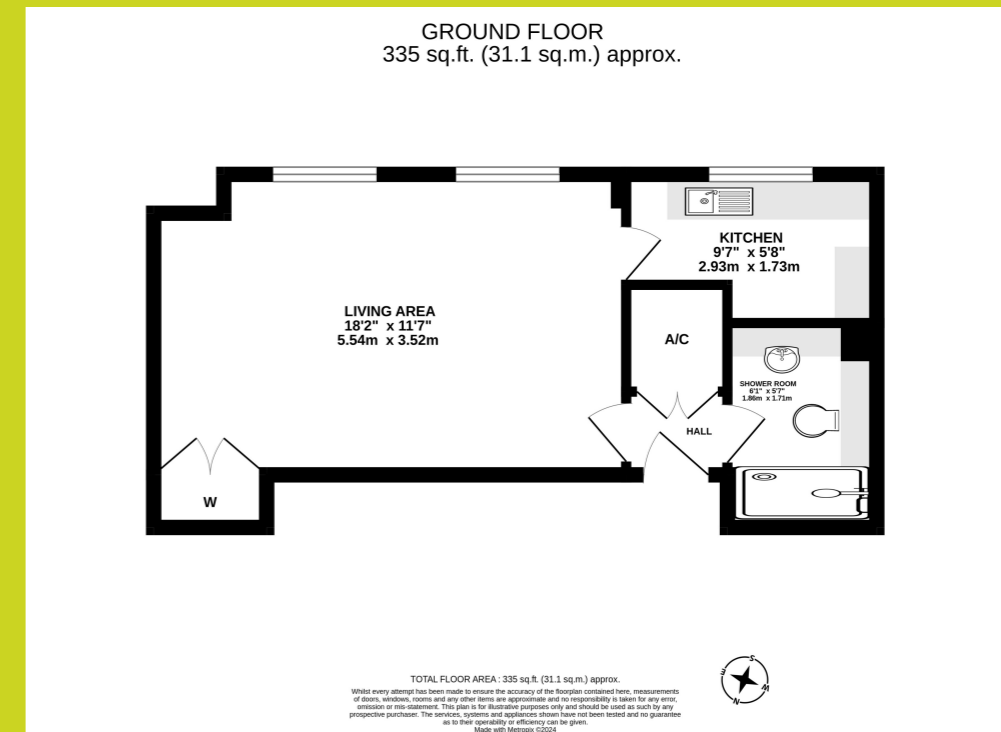 GROUND FLOOR
335 sq.ft. (31.1 sq.m.) approx.
KITCHEN
9'7" x 5'8"
2.93m x 1.73m
LIVING AREA
18'2" x 11'7"
5.54m x 3.52m
A/C
SHOWER ROOM
6'1" x 5'7"
1.86m x 1.71m
HALL
W
S
E
W
N
TOTAL FLOOR AREA : 335 sq.ft. (31.1 sq.m.) approx.
Whilst every attempt has been made to ensure the accuracy of the floorplan contained here, measurements
of doors, windows, rooms and any other items are approximate and no responsibility is taken for any error,
omission or mis-statement. This plan is for illustrative purposes only and should be used as such by any
prospective purchaser. The services, systems and appliances shown have not been tested and no guarantee
as to their operability or efficiency can be given.
Made with Metropix ©2024